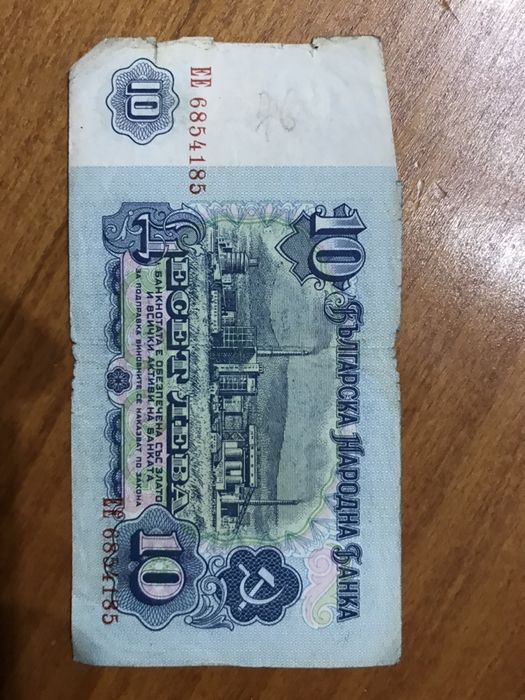 БЪЛГАРСКА НАРОДНА БАНКА
10
10
ЕЕ 6854185
ДЕСЕТ ЛЕВА
БАНКНОТАТА Е ОБЕЗПЕЧЕНА СЪС ЗЛАТО
И ВСИЧКИ АКТИВИ НА БАНКАТА
ЗА ПОДПРАВКА ВИНОВНИТЕ СЕ НАКАЗВАТ ПО ЗАКОНА
10
ЕЕ 6854185